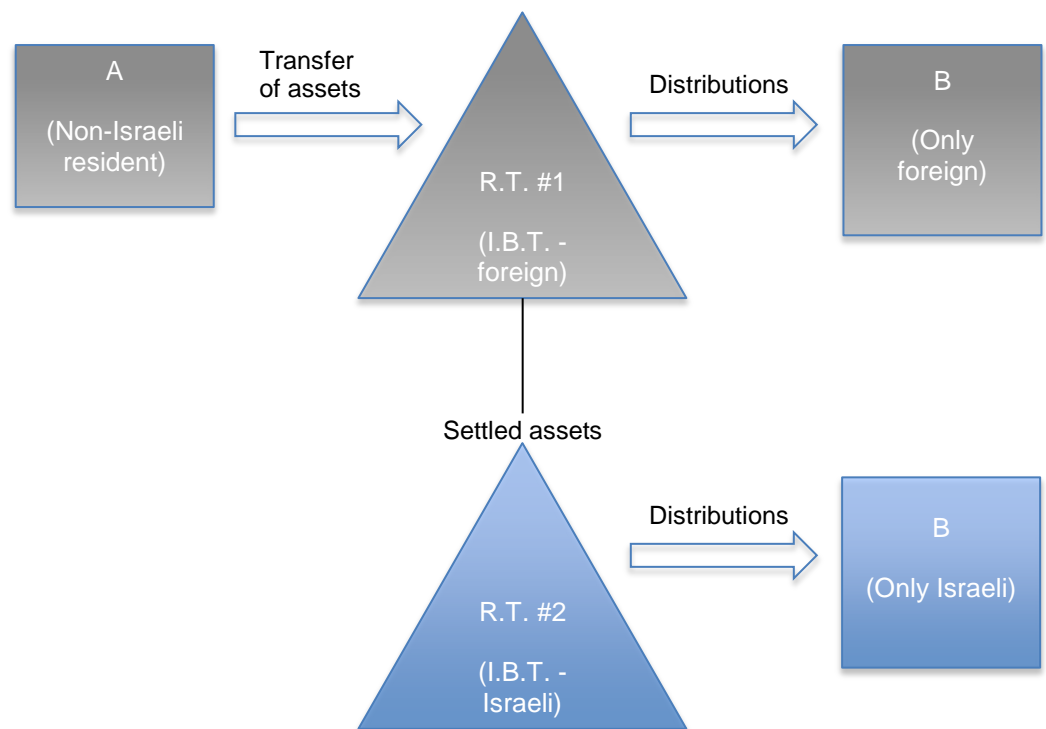 A
(Non-Israeli
resident)
Transfer
of assets
R.T. #1
(I.B.T. -
foreign)
Distributions
B
(Only
foreign)
Settled assets
R.T. #2
(I.B.T. -
Israeli)
Distributions
B
(Only Israeli)